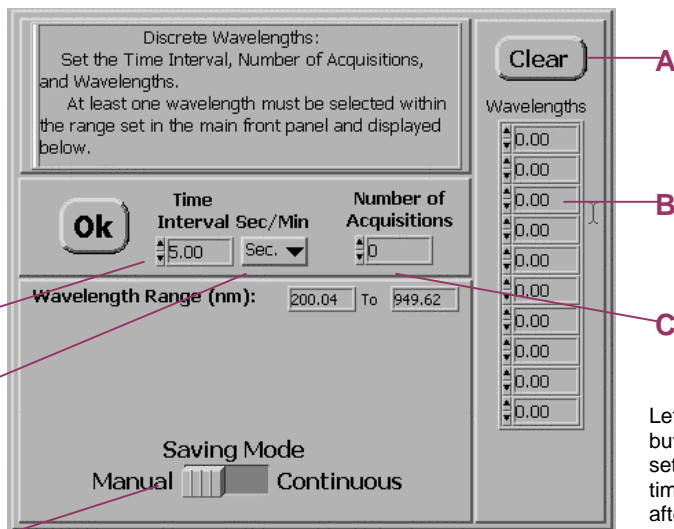 Discrete Wavelengths:
Set the Time Interval, Number of Acquisitions,
and Wavelengths.
At least one wavelength must be selected within
the range set in the main front panel and displayed
below.
Ok
Time
Interval Sec/Min
5.00
Sec.
Number of
Acquisitions
0
Wavelength Range (nm):
200.04 To 949.62
Saving Mode
Manual Continuous
Clear
A
Wavelengths
0.00
0.00
0.00
B
0.00
0.00
0.00
0.00
C
0.00
0.00
0.00